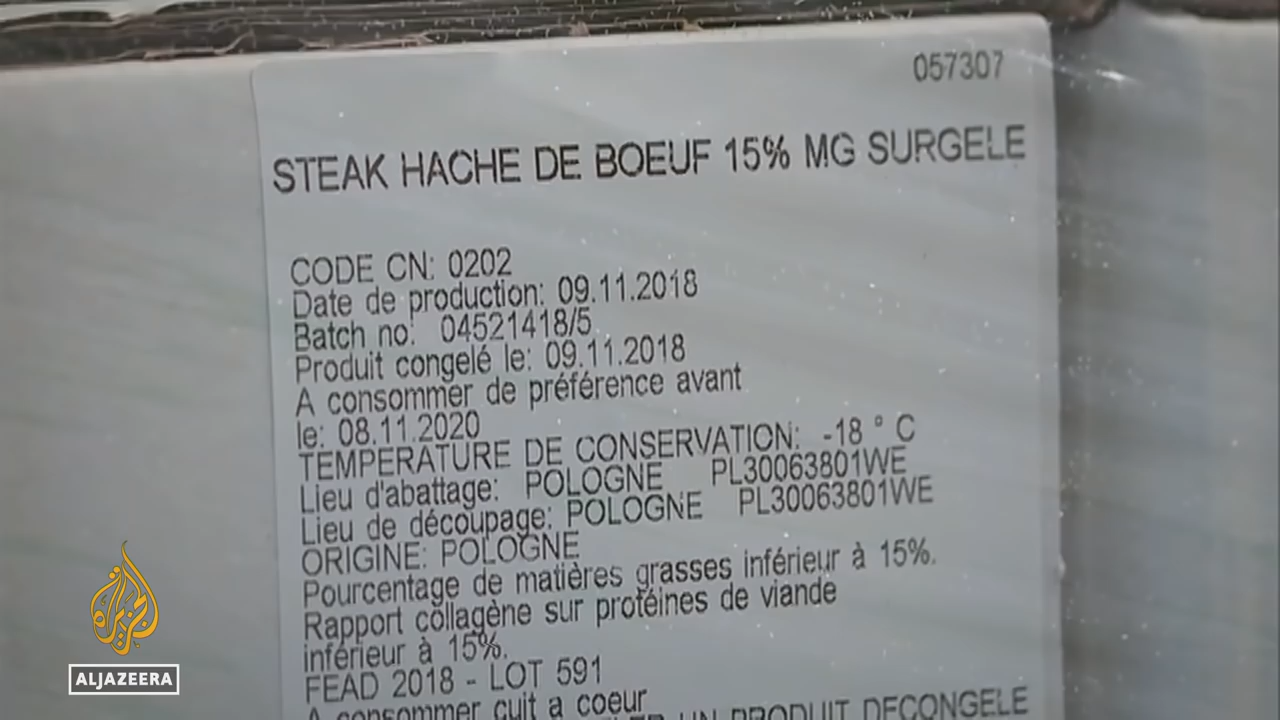 057307
STEAK HACHE DE BOEUF 15% MG SURGELE
CODE CN: 0202
Date de production: 09.11.2018
Batch no: 04521418/5
Produit congelé le: 09.11.2018
A consommer de préférence avant
le: 08.11.2020
TEMPERATURE DE CONSERVATION: -18 ° C
Lieu d'abattage: POLOGNE PL30063801WE
Lieu de découpage: POLOGNE PL30063801WE
ORIGINE: POLOGNE
Pourcentage de matières grasses inférieur à 15%.
Rapport collagène sur protéines de viande
inférieur à 15%.
FEAD 2018 - LOT 591
A consommer cuit a coeur
UN PRODUIT DECONGELE
الجزيرة
ALJAZEERA